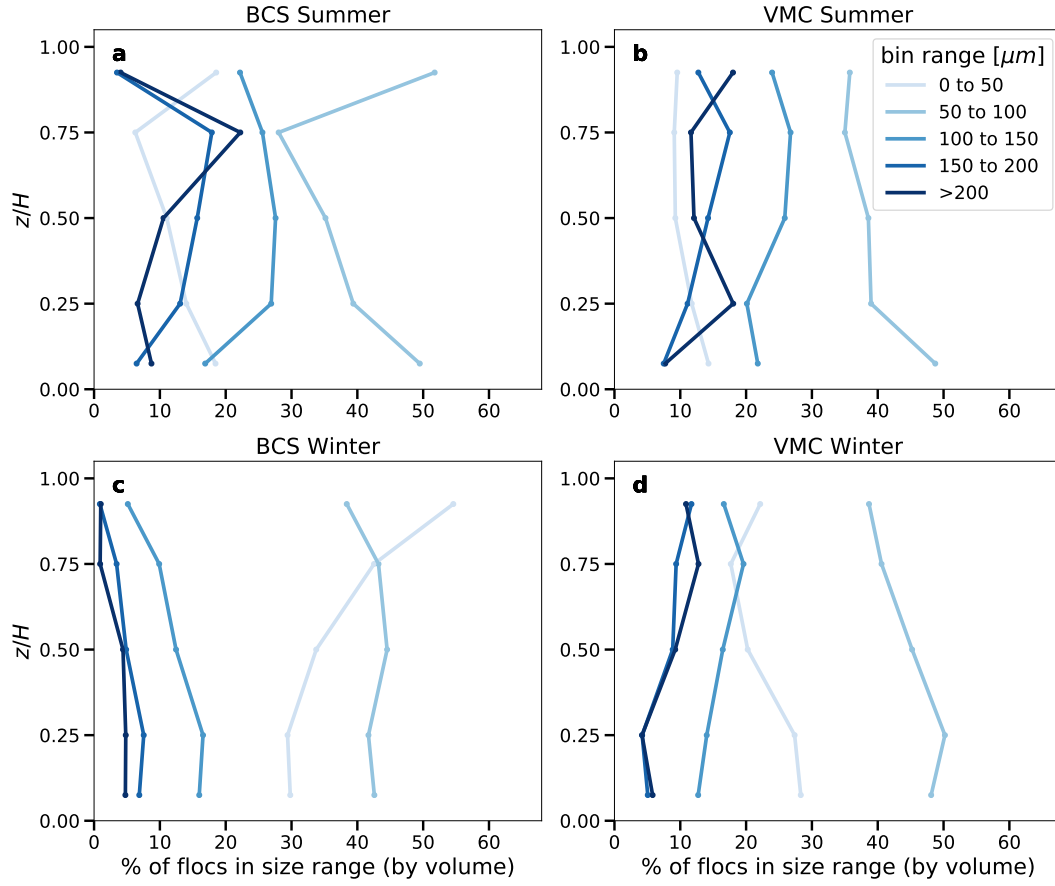 BCS Summer
a
1.00
0.75
0.50
0.25
0.00
z/H
0 10 20 30 40 50 60
VMC Summer
b
bin range [μm]
0 to 50
50 to 100
100 to 150
150 to 200
>200
1.00
0.75
0.50
0.25
0.00
0 10 20 30 40 50 60
BCS Winter
c
1.00
0.75
0.50
0.25
0.00
z/H
0 10 20 30 40 50 60
% of flocs in size range (by volume)
VMC Winter
d
1.00
0.75
0.50
0.25
0.00
0 10 20 30 40 50 60
% of flocs in size range (by volume)